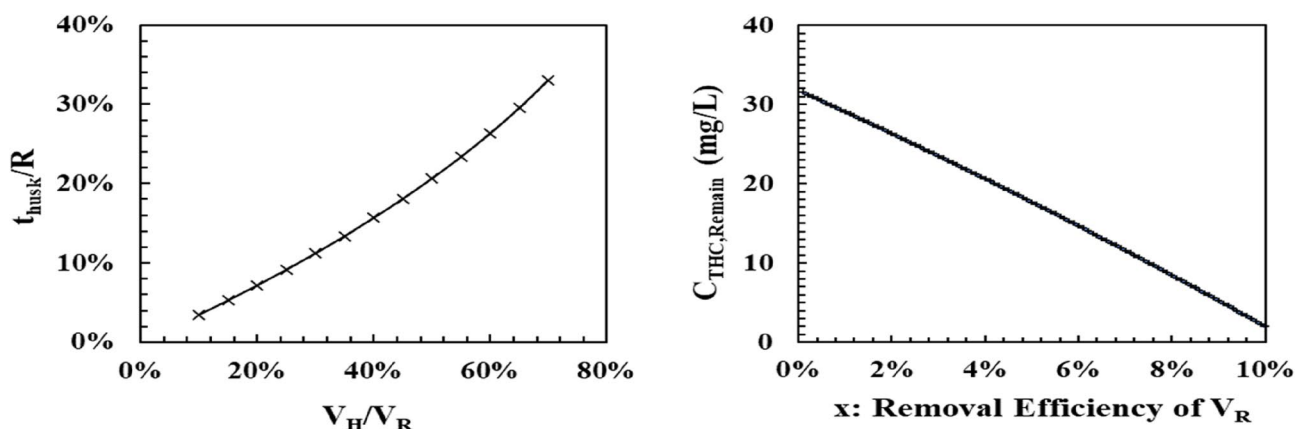 40%
30%
20%
10%
0%
t_husk/R
0% 20% 40% 60% 80%
V_H/V_R
40
30
20
10
0
C_THC,Remain (mg/L)
0% 2% 4% 6% 8% 10%
x: Removal Efficiency of V_R